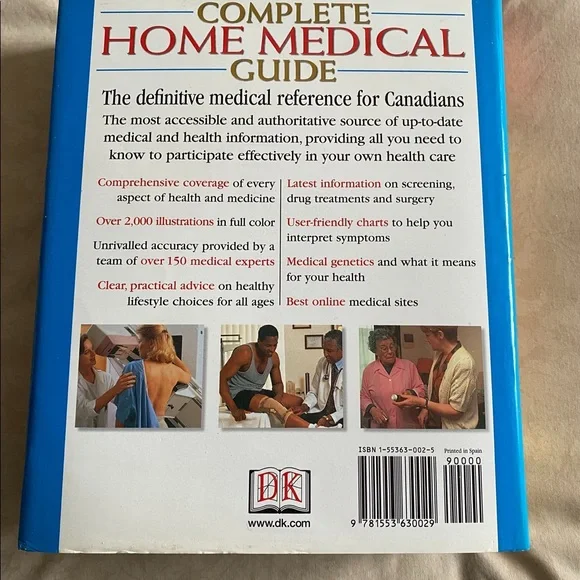 COMPLETE
HOME MEDICAL
GUIDE
The definitive medical reference for Canadians
The most accessible and authoritative source of up-to-date
medical and health information, providing all you need to
know to participate effectively in your own health care
Comprehensive coverage of every
aspect of health and medicine
Over 2,000 illustrations in full color
Unrivalled accuracy provided by a
team of over 150 medical experts
Clear, practical advice on healthy
lifestyle choices for all ages
Latest information on screening,
drug treatments and surgery
User-friendly charts to help you
interpret symptoms
Medical genetics and what it means
for your health
Best online medical sites
ISBN 1-55363-002-5
Printed in Spain
90000
DK
www.dk.com
9 781553 630029